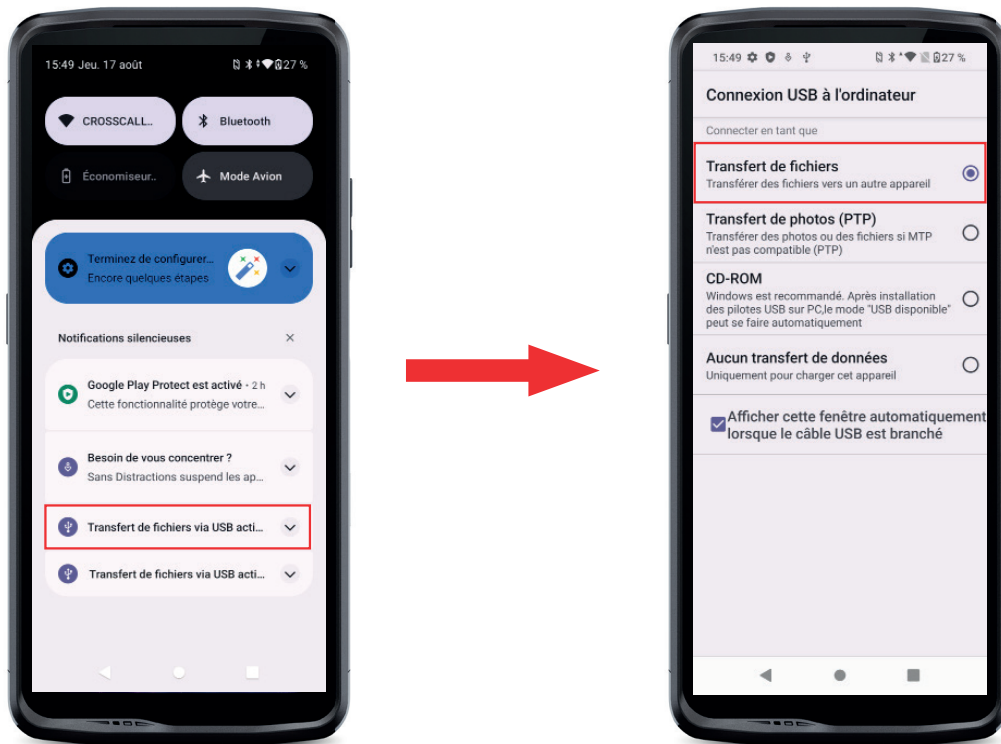 15:49 Jeu. 17 août
27 %
CROSSCALL..
Bluetooth
Économiseur..
Mode Avion
Terminez de configurer...
Encore quelques étapes
Notifications silencieuses
Google Play Protect est activé · 2 h
Cette fonctionnalité protège votre...
Besoin de vous concentrer ?
Sans Distractions suspend les ap...
Transfert de fichiers via USB acti...
Transfert de fichiers via USB acti...
15:49
27 %
Connexion USB à l'ordinateur
Connecter en tant que
Transfert de fichiers
Transférer des fichiers vers un autre appareil
Transfert de photos (PTP)
Transférer des photos ou des fichiers si MTP
n'est pas compatible (PTP)
CD-ROM
Windows est recommandé. Après installation
des pilotes USB sur PC,le mode "USB disponible"
peut se faire automatiquement
Aucun transfert de données
Uniquement pour charger cet appareil
Afficher cette fenêtre automatiquement
lorsque le câble USB est branché